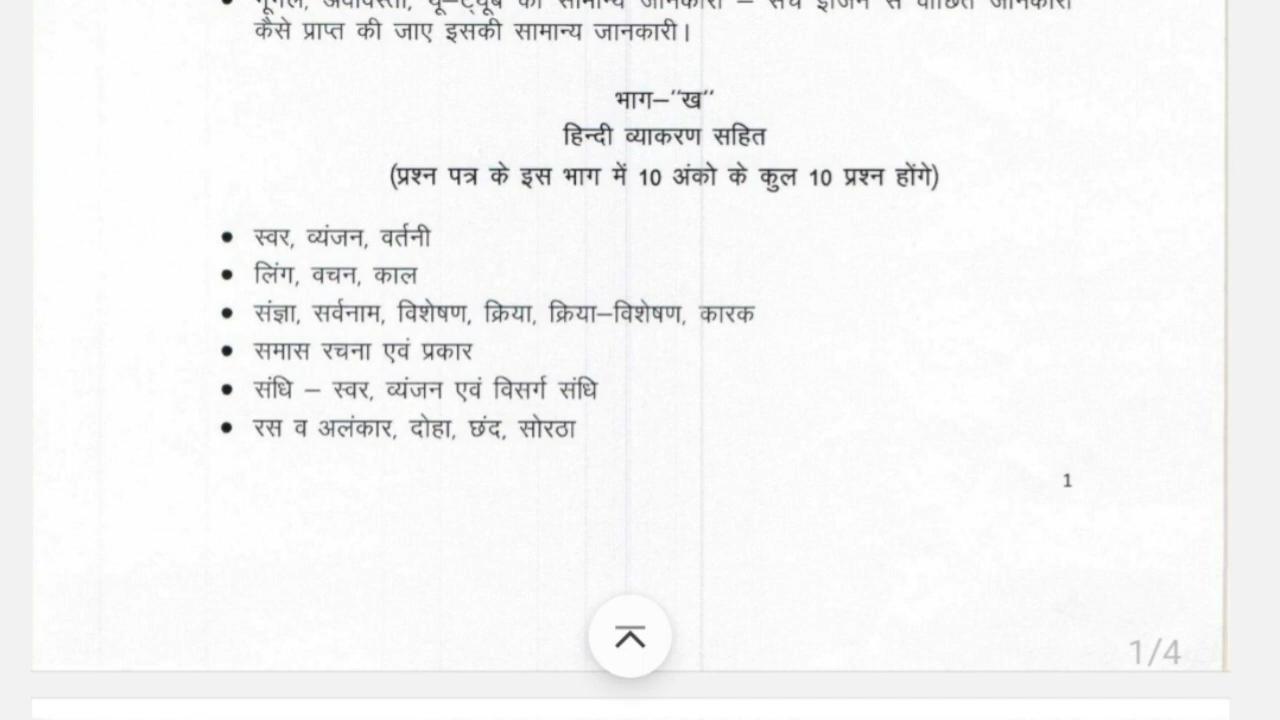 कैसे प्राप्त की जाए इसकी सामान्य जानकारी।
भाग–"ख"
हिन्दी व्याकरण सहित
(प्रश्न पत्र के इस भाग में 10 अंको के कुल 10 प्रश्न होंगे)
• स्वर, व्यंजन, वर्तनी
• लिंग, वचन, काल
• संज्ञा, सर्वनाम, विशेषण, क्रिया, क्रिया–विशेषण, कारक
• समास रचना एवं प्रकार
• संधि – स्वर, व्यंजन एवं विसर्ग संधि
• रस व अलंकार, दोहा, छंद, सोरठा
1
1/4